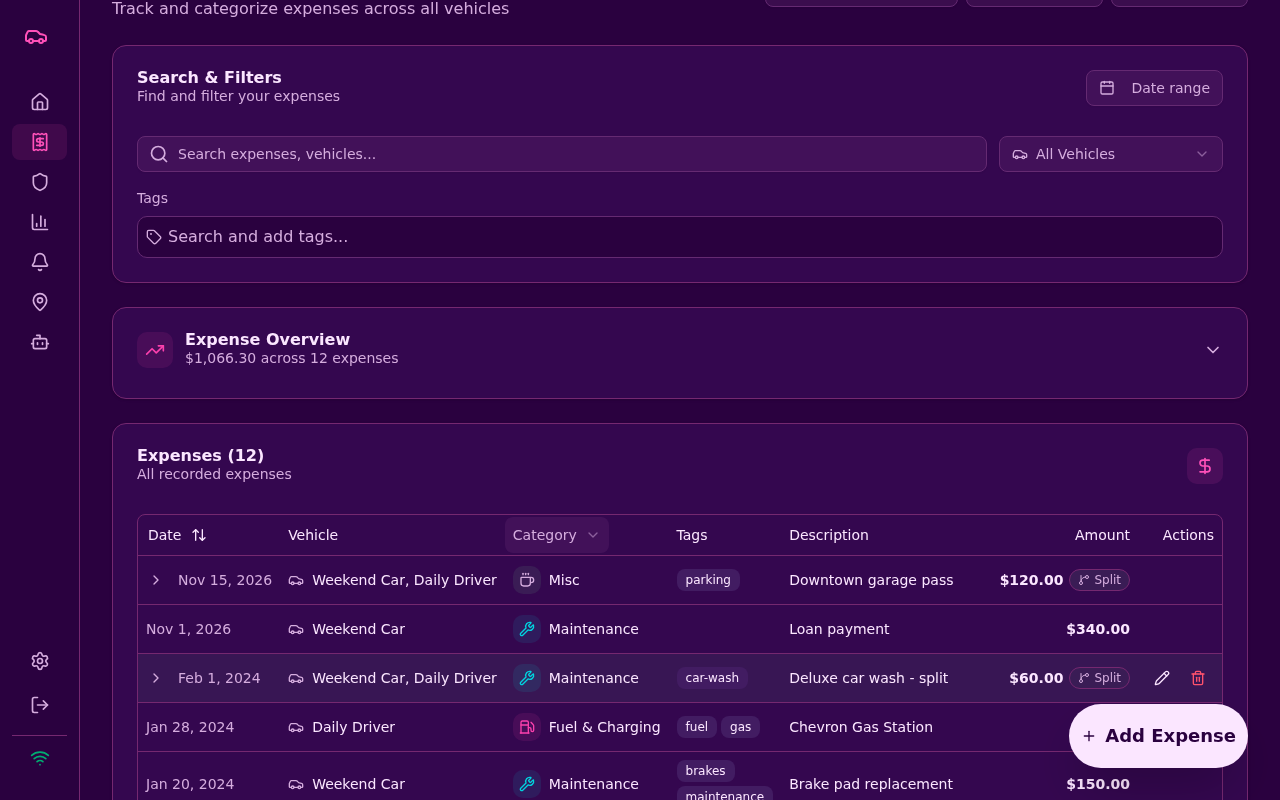 Track and categorize expenses across all vehicles
Search & Filters
Find and filter your expenses
Date range
Search expenses, vehicles...
All Vehicles
Tags
Search and add tags...
Expense Overview
$1,066.30 across 12 expenses
Expenses (12)
All recorded expenses
Date Vehicle Category Tags Description Amount Actions
Nov 15, 2026 Weekend Car, Daily Driver Misc parking Downtown garage pass $120.00 Split
Nov 1, 2026 Weekend Car Maintenance Loan payment $340.00
Feb 1, 2024 Weekend Car, Daily Driver Maintenance car-wash Deluxe car wash - split $60.00 Split
Jan 28, 2024 Daily Driver Fuel & Charging fuel gas Chevron Gas Station
+ Add Expense
Jan 20, 2024 Weekend Car Maintenance brakes Brake pad replacement $150.00
maintenance